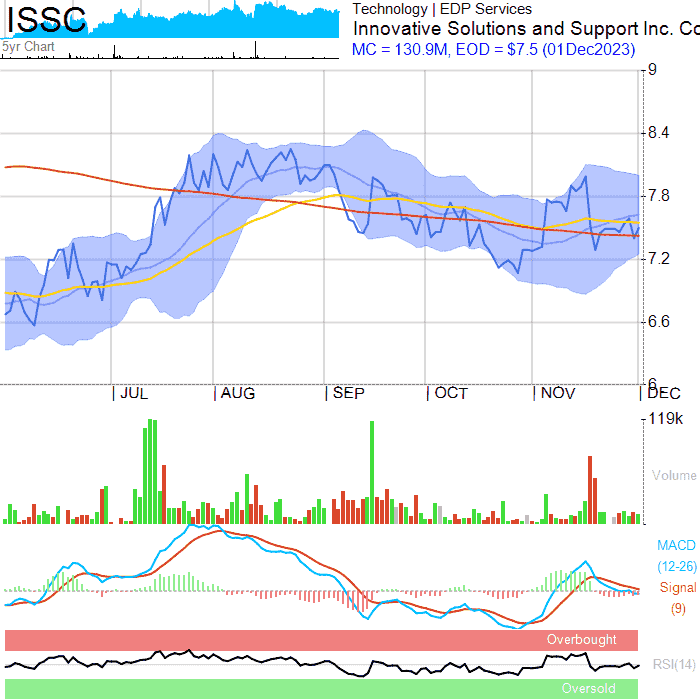 ISSC
5yr Chart
Technology | EDP Services
Innovative Solutions and Support Inc. Co
MC = 130.9M, EOD = $7.5 (01Dec2023)
9
8.4
7.8
7.2
6.6
6
JUL AUG SEP OCT NOV DEC
119k
Volume
MACD
(12-26)
Signal
(9)
Overbought
RSI(14)
Oversold